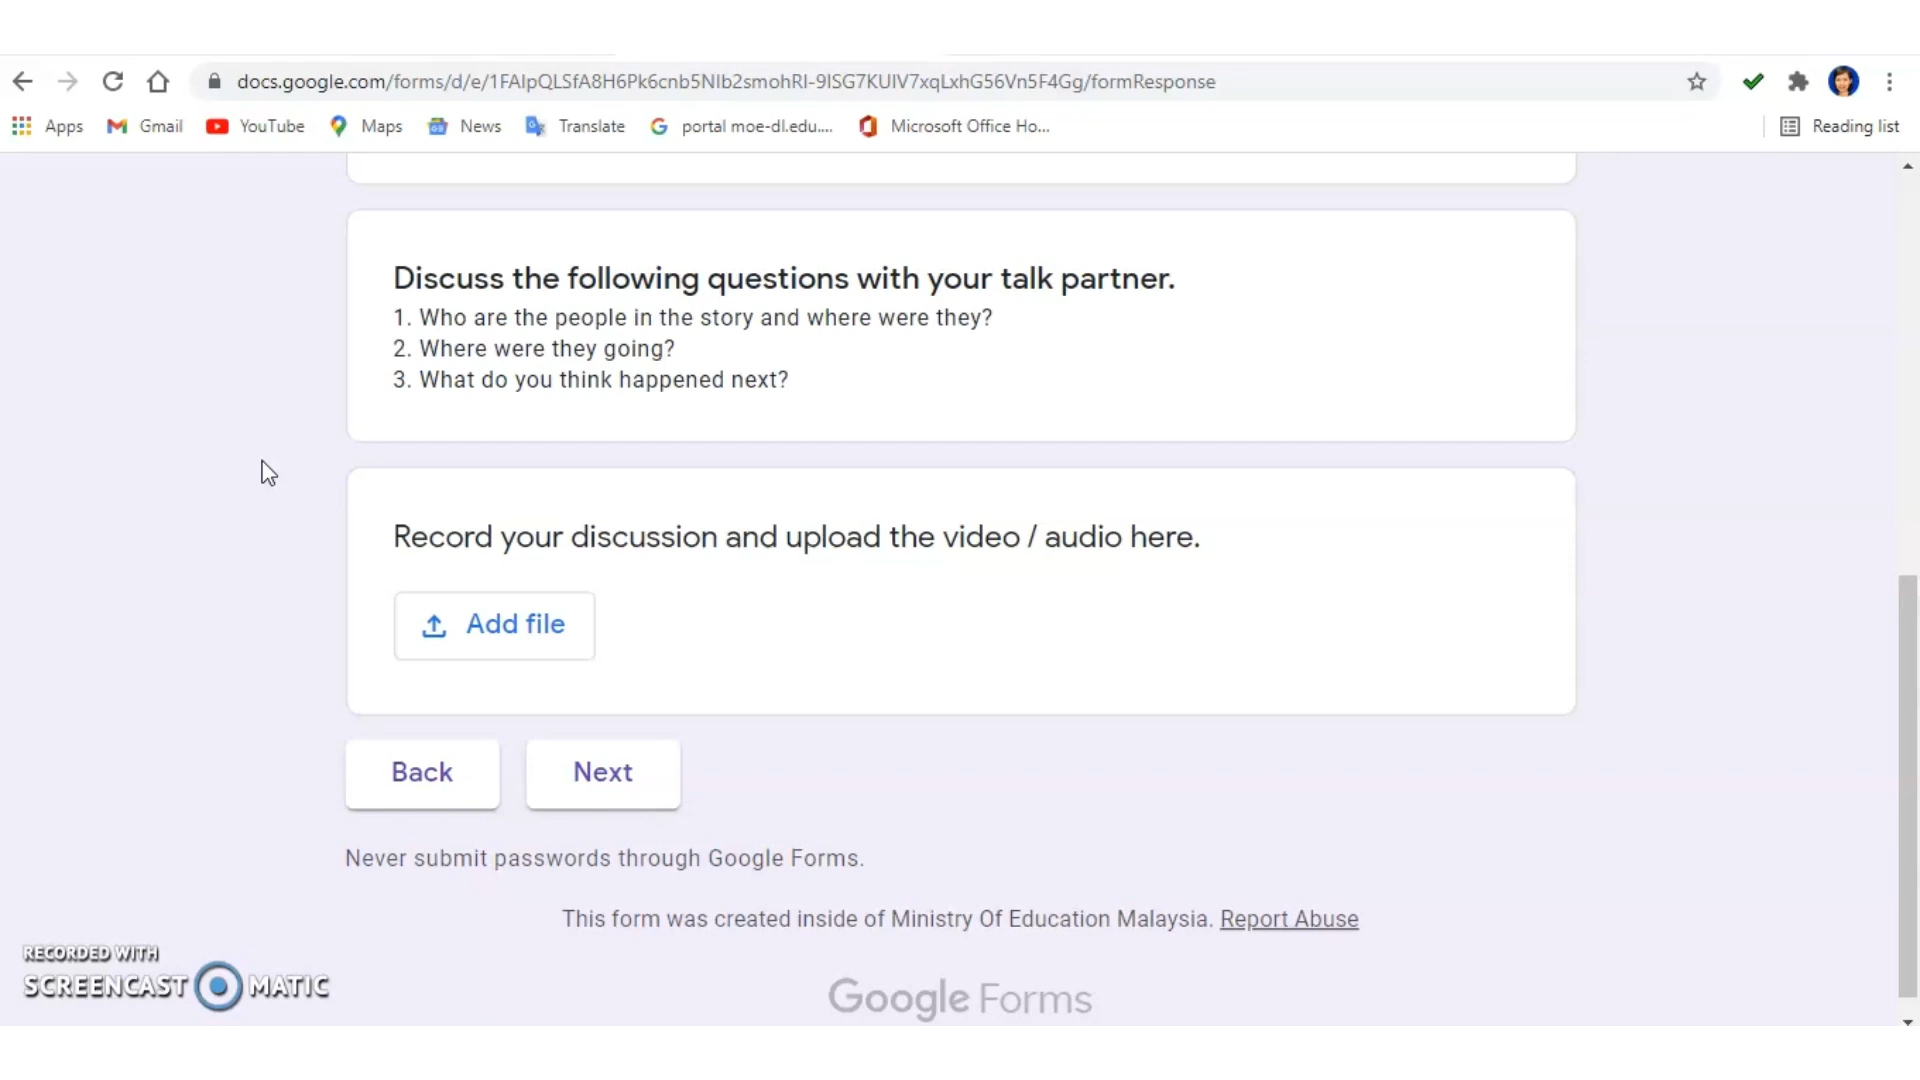 docs.google.com/forms/d/e/1FAIpQLSfA8H6Pk6cnb5NIb2smohRI-9ISG7KUIV7xqLxhG56Vn5F4Gg/formResponse
Apps Gmail YouTube Maps News Translate portal moe-dl.edu.... Microsoft Office Ho... Reading list
Discuss the following questions with your talk partner.
1. Who are the people in the story and where were they?
2. Where were they going?
3. What do you think happened next?
Record your discussion and upload the video / audio here.
Add file
Back Next
Never submit passwords through Google Forms.
This form was created inside of Ministry Of Education Malaysia. Report Abuse
RECORDED WITH
SCREENCAST MATIC
Google Forms